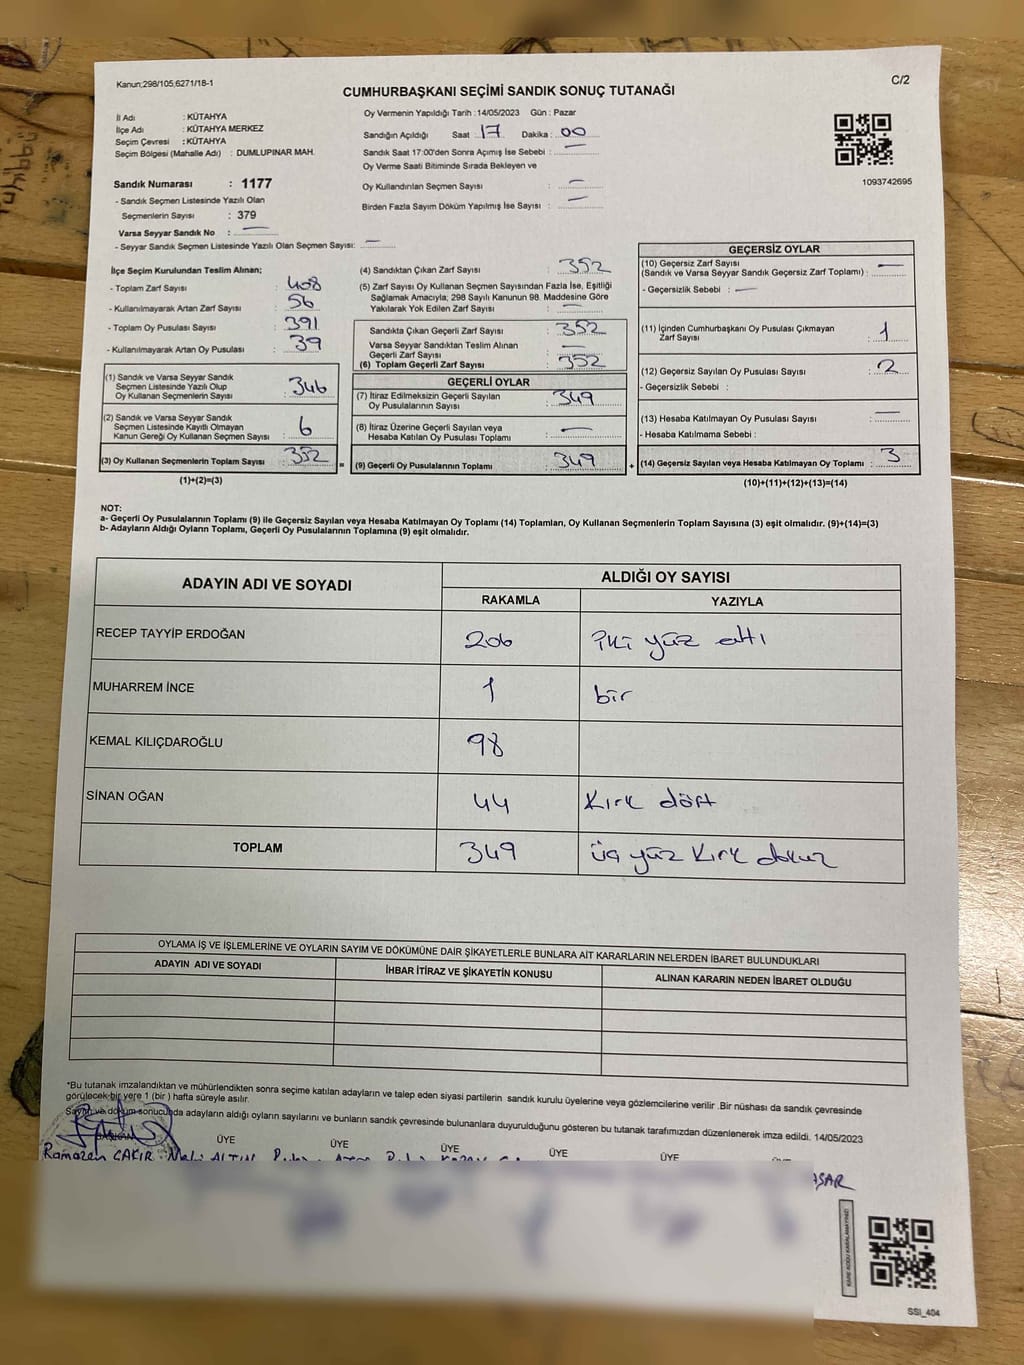 Kanun;298/105,6271/18-1
C/2
CUMHURBAŞKANI SEÇİMİ SANDIK SONUÇ TUTANAĞI
İl Adı : KÜTAHYA
İlçe Adı : KÜTAHYA MERKEZ
Seçim Çevresi : KÜTAHYA
Seçim Bölgesi (Mahalle Adı) : DUMLUPINAR MAH.
Sandık Numarası : 1177
- Sandık Seçmen Listesinde Yazılı Olan
Seçmenlerin Sayısı : 379
Varsa Seyyar Sandık No : —
- Seyyar Sandık Seçmen Listesinde Yazılı Olan Seçmen Sayısı: —
Oy Vermenin Yapıldığı Tarih :14/05/2023 Gün : Pazar
Sandığın Açıldığı Saat : 17 Dakika : 00
Sandık Saat 17:00'den Sonra Açılmış İse Sebebi : —
Oy Verme Saati Bitiminde Sırada Bekleyen ve
Oy Kullandırılan Seçmen Sayısı : —
Birden Fazla Sayım Döküm Yapılmış İse Sayısı : —
1093742695
İlçe Seçim Kurulundan Teslim Alınan;
- Toplam Zarf Sayısı : 408
- Kullanılmayarak Artan Zarf Sayısı : 56
- Toplam Oy Pusulası Sayısı : 391
- Kullanılmayarak Artan Oy Pusulası : 39
(1) Sandık ve Varsa Seyyar Sandık
Seçmen Listesinde Yazılı Olup
Oy Kullanan Seçmenlerin Sayısı : 346
(2) Sandık ve Varsa Seyyar Sandık
Seçmen Listesinde Kayıtlı Olmayan
Kanun Gereği Oy Kullanan Seçmen Sayısı : 6
(3) Oy Kullanan Seçmenlerin Toplam Sayısı : 352
(1)+(2)=(3)
(4) Sandıktan Çıkan Zarf Sayısı : 352
(5) Zarf Sayısı Oy Kullanan Seçmen Sayısından Fazla İse, Eşitliği
Sağlamak Amacıyla; 298 Sayılı Kanunun 98. Maddesine Göre
Yakılarak Yok Edilen Zarf Sayısı : —
Sandıkta Çıkan Geçerli Zarf Sayısı : 352
Varsa Seyyar Sandıktan Teslim Alınan
Geçerli Zarf Sayısı : —
(6) Toplam Geçerli Zarf Sayısı : 352
GEÇERLİ OYLAR
(7) İtiraz Edilmeksizin Geçerli Sayılan
Oy Pusulalarının Sayısı : 349
(8) İtiraz Üzerine Geçerli Sayılan veya
Hesaba Katılan Oy Pusulası Toplamı : —
= (9) Geçerli Oy Pusulalarının Toplamı : 349 +
GEÇERSİZ OYLAR
(10) Geçersiz Zarf Sayısı
(Sandık ve Varsa Seyyar Sandık Geçersiz Zarf Toplamı) : —
- Geçersizlik Sebebi : —
(11) İçinden Cumhurbaşkanı Oy Pusulası Çıkmayan
Zarf Sayısı : 1
(12) Geçersiz Sayılan Oy Pusulası Sayısı : 2
- Geçersizlik Sebebi :
(13) Hesaba Katılmayan Oy Pusulası Sayısı : —
- Hesaba Katılmama Sebebi :
(14) Geçersiz Sayılan veya Hesaba Katılmayan Oy Toplamı : 3
(10)+(11)+(12)+(13)=(14)
NOT:
a- Geçerli Oy Pusulalarının Toplamı (9) ile Geçersiz Sayılan veya Hesaba Katılmayan Oy Toplamı (14) Toplamları, Oy Kullanan Seçmenlerin Toplam Sayısına (3) eşit olmalıdır. (9)+(14)=(3)
b- Adayların Aldığı Oyların Toplamı, Geçerli Oy Pusulalarının Toplamına (9) eşit olmalıdır.
ADAYIN ADI VE SOYADI ALDIĞI OY SAYISI
RAKAMLA YAZIYLA
RECEP TAYYİP ERDOĞAN 206 iki yüz altı
MUHARREM İNCE 1 bir
KEMAL KILIÇDAROĞLU 98
SİNAN OĞAN 44 Kırk dört
TOPLAM 349 üç yüz Kırk dokuz
OYLAMA İŞ VE İŞLEMLERİNE VE OYLARIN SAYIM VE DÖKÜMÜNE DAİR ŞİKAYETLERLE BUNLARA AİT KARARLARIN NELERDEN İBARET BULUNDUKLARI
ADAYIN ADI VE SOYADI İHBAR İTİRAZ VE ŞİKAYETİN KONUSU ALINAN KARARIN NEDEN İBARET OLDUĞU
*Bu tutanak imzalandıktan ve mühürlendikten sonra seçime katılan adayların ve talep eden siyasi partilerin sandık kurulu üyelerine veya gözlemcilerine verilir .Bir nüshası da sandık çevresinde
görülecek bir yere 1 (bir ) hafta süreyle asılır.
Sayım ve döküm sonucunda adayların aldığı oyların sayılarını ve bunların sandık çevresinde bulunanlara duyurulduğunu gösteren bu tutanak tarafımızdan düzenlenerek imza edildi. 14/05/2023
BAŞKAN ÜYE ÜYE ÜYE ÜYE ÜYE
Ramazan ÇAKIR
SSI_404